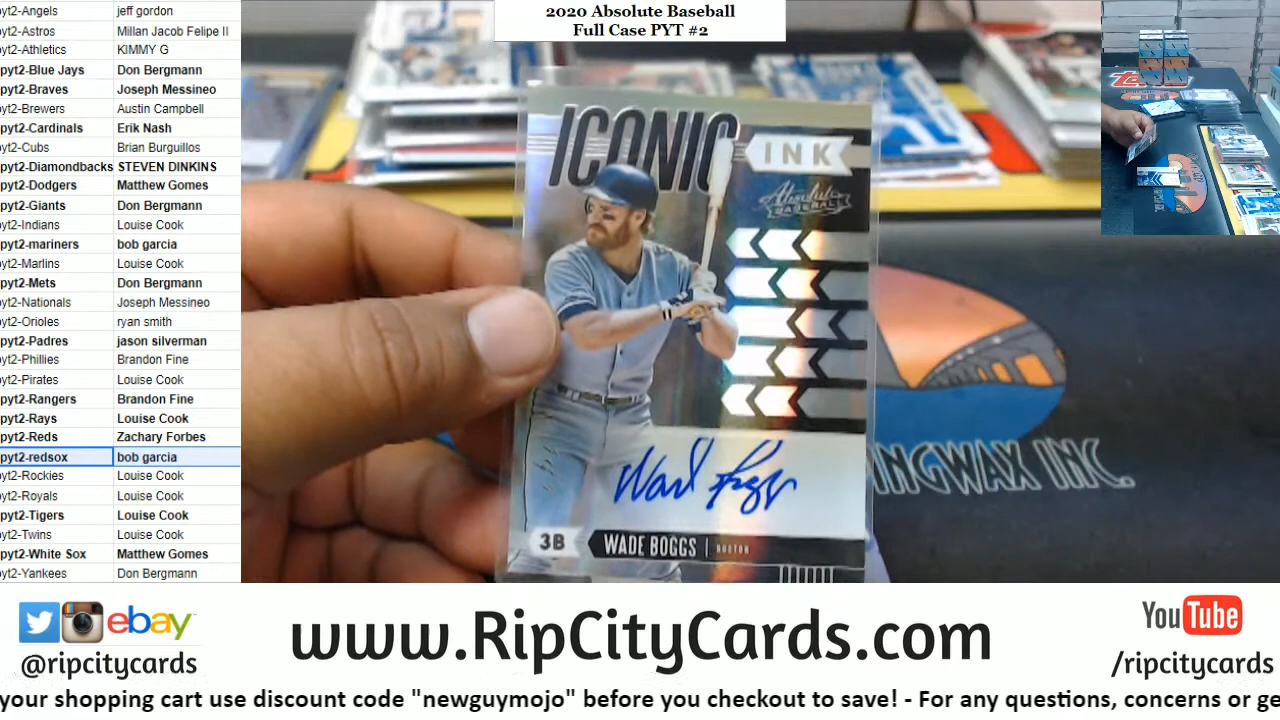 pyt2-Angels jeff gordon
pyt2-Astros Millan Jacob Felipe II
pyt2-Athletics KIMMY G
pyt2-Blue Jays Don Bergmann
pyt2-Braves Joseph Messineo
pyt2-Brewers Austin Campbell
pyt2-Cardinals Erik Nash
pyt2-Cubs Brian Burguillos
pyt2-Diamondbacks STEVEN DINKINS
pyt2-Dodgers Matthew Gomes
pyt2-Giants Don Bergmann
pyt2-Indians Louise Cook
pyt2-mariners bob garcia
pyt2-Marlins Louise Cook
pyt2-Mets Don Bergmann
pyt2-Nationals Joseph Messineo
pyt2-Orioles ryan smith
pyt2-Padres jason silverman
pyt2-Phillies Brandon Fine
pyt2-Pirates Louise Cook
pyt2-Rangers Brandon Fine
pyt2-Rays Louise Cook
pyt2-Reds Zachary Forbes
pyt2-redsox bob garcia
pyt2-Rockies Louise Cook
pyt2-Royals Louise Cook
pyt2-Tigers Louise Cook
pyt2-Twins Louise Cook
pyt2-White Sox Matthew Gomes
pyt2-Yankees Don Bergmann
2020 Absolute Baseball
Full Case PYT #2
ICONIC INK
Absolute
BASEBALL
Wade Boggs
3B WADE BOGGS | BOSTON
INGWAX INC.
Topps
ebay
@ripcitycards
www.RipCityCards.com
YouTube
/ripcitycards
your shopping cart use discount code "newguymojo" before you checkout to save! - For any questions, concerns or ge